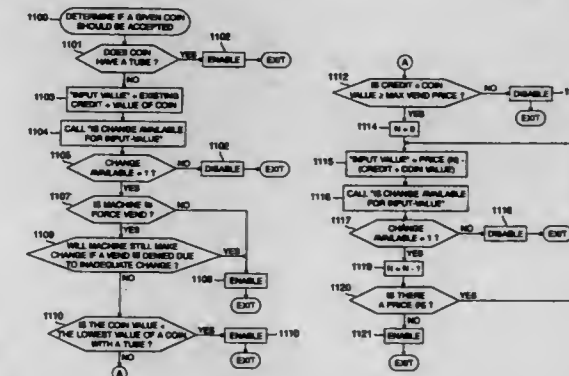 1100
DETERMINE IF A GIVEN COIN
SHOULD BE ACCEPTED
1101
DOES COIN
HAVE A TUBE ?
YES
1102
ENABLE
EXIT
NO
1103
"INPUT VALUE" = EXISTING
CREDIT + VALUE OF COIN
1104
CALL "IS CHANGE AVAILABLE
FOR INPUT-VALUE"
1105
CHANGE
AVAILABLE = ?
NO
1102
DISABLE
EXIT
YES
1107
IS MACHINE IN
FORCE VEND ?
NO
YES
1109
WILL MACHINE STILL MAKE
CHANGE IF A VEND IS DENIED DUE
TO INADEQUATE CHANGE ?
YES
1108
ENABLE
EXIT
NO
1110
IS THE COIN VALUE <
THE LOWEST VALUE OF A COIN
WITH A TUBE ?
YES
ENABLE
1110
EXIT
NO
A
A
1112
IS CREDIT + COIN
VALUE ≥ MAX VEND PRICE ?
NO
DISABLE
EXIT
YES
1114
N = 0
1115
"INPUT VALUE" = PRICE (N) -
(CREDIT + COIN VALUE)
1116
CALL "IS CHANGE AVAILABLE
FOR INPUT-VALUE"
1117
CHANGE
AVAILABLE = ?
NO
1118
DISABLE
EXIT
YES
1119
N = N - ?
1120
IS THERE
A PRICE (N) ?
YES
NO
1121
ENABLE
EXIT